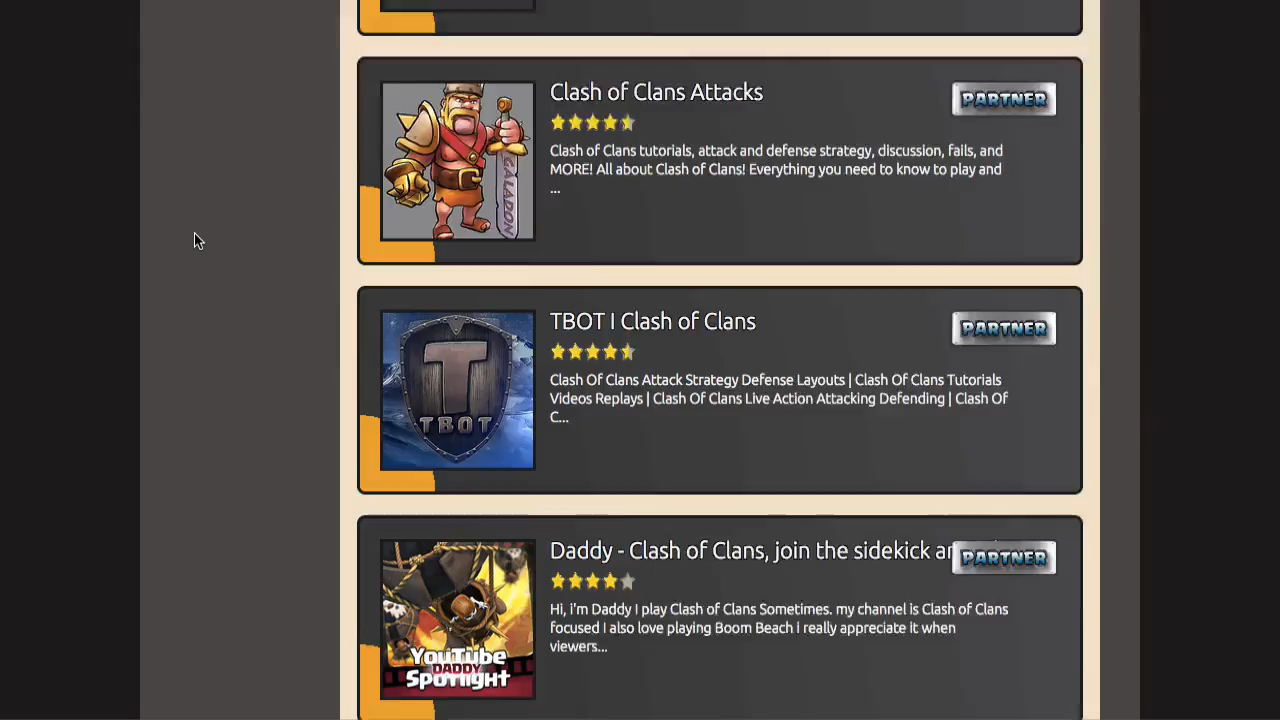 Clash of Clans Attacks
PARTNER
Clash of Clans tutorials, attack and defense strategy, discussion, fails, and
MORE! All about Clash of Clans! Everything you need to know to play and
...
GALADON
TBOT I Clash of Clans
PARTNER
Clash Of Clans Attack Strategy Defense Layouts | Clash Of Clans Tutorials
Videos Replays | Clash Of Clans Live Action Attacking Defending | Clash Of
C...
T
TBOT
Daddy - Clash of Clans, join the sidekick
PARTNER
Hi, i'm Daddy I play Clash of Clans Sometimes. my channel is Clash of Clans
focused I also love playing Boom Beach i really appreciate it when
viewers...
YouTube
DADDY
Spotlight